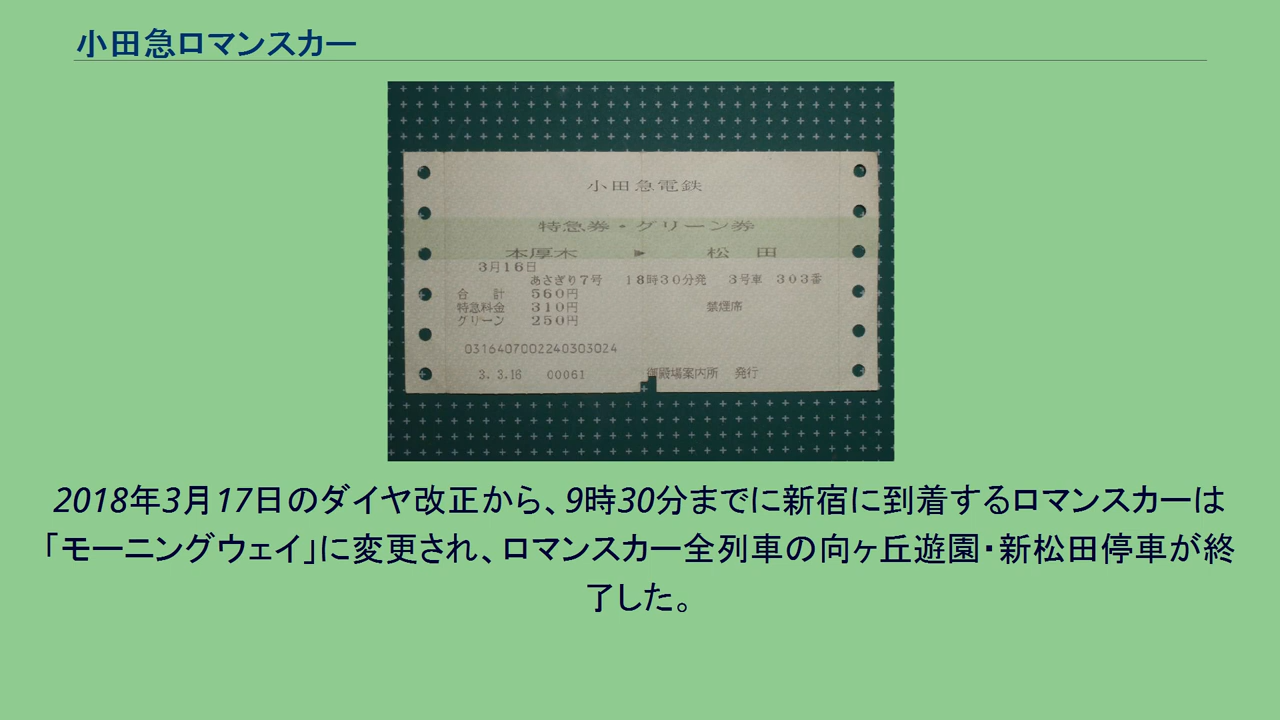 小田急ロマンスカー
小田急電鉄
特急券・グリーン券
本厚木 ► 松 田
3月16日
あさぎり7号 18時30分発 3号車 303番
合 計 560円
特急料金 310円 禁煙席
グリーン 250円
0316407002240303024
3. 3.16 00061 御殿場案内所 発行
2018年3月17日のダイヤ改正から、9時30分までに新宿に到着するロマンスカーは
「モーニングウェイ」に変更され、ロマンスカー全列車の向ヶ丘遊園・新松田停車が終
了した。